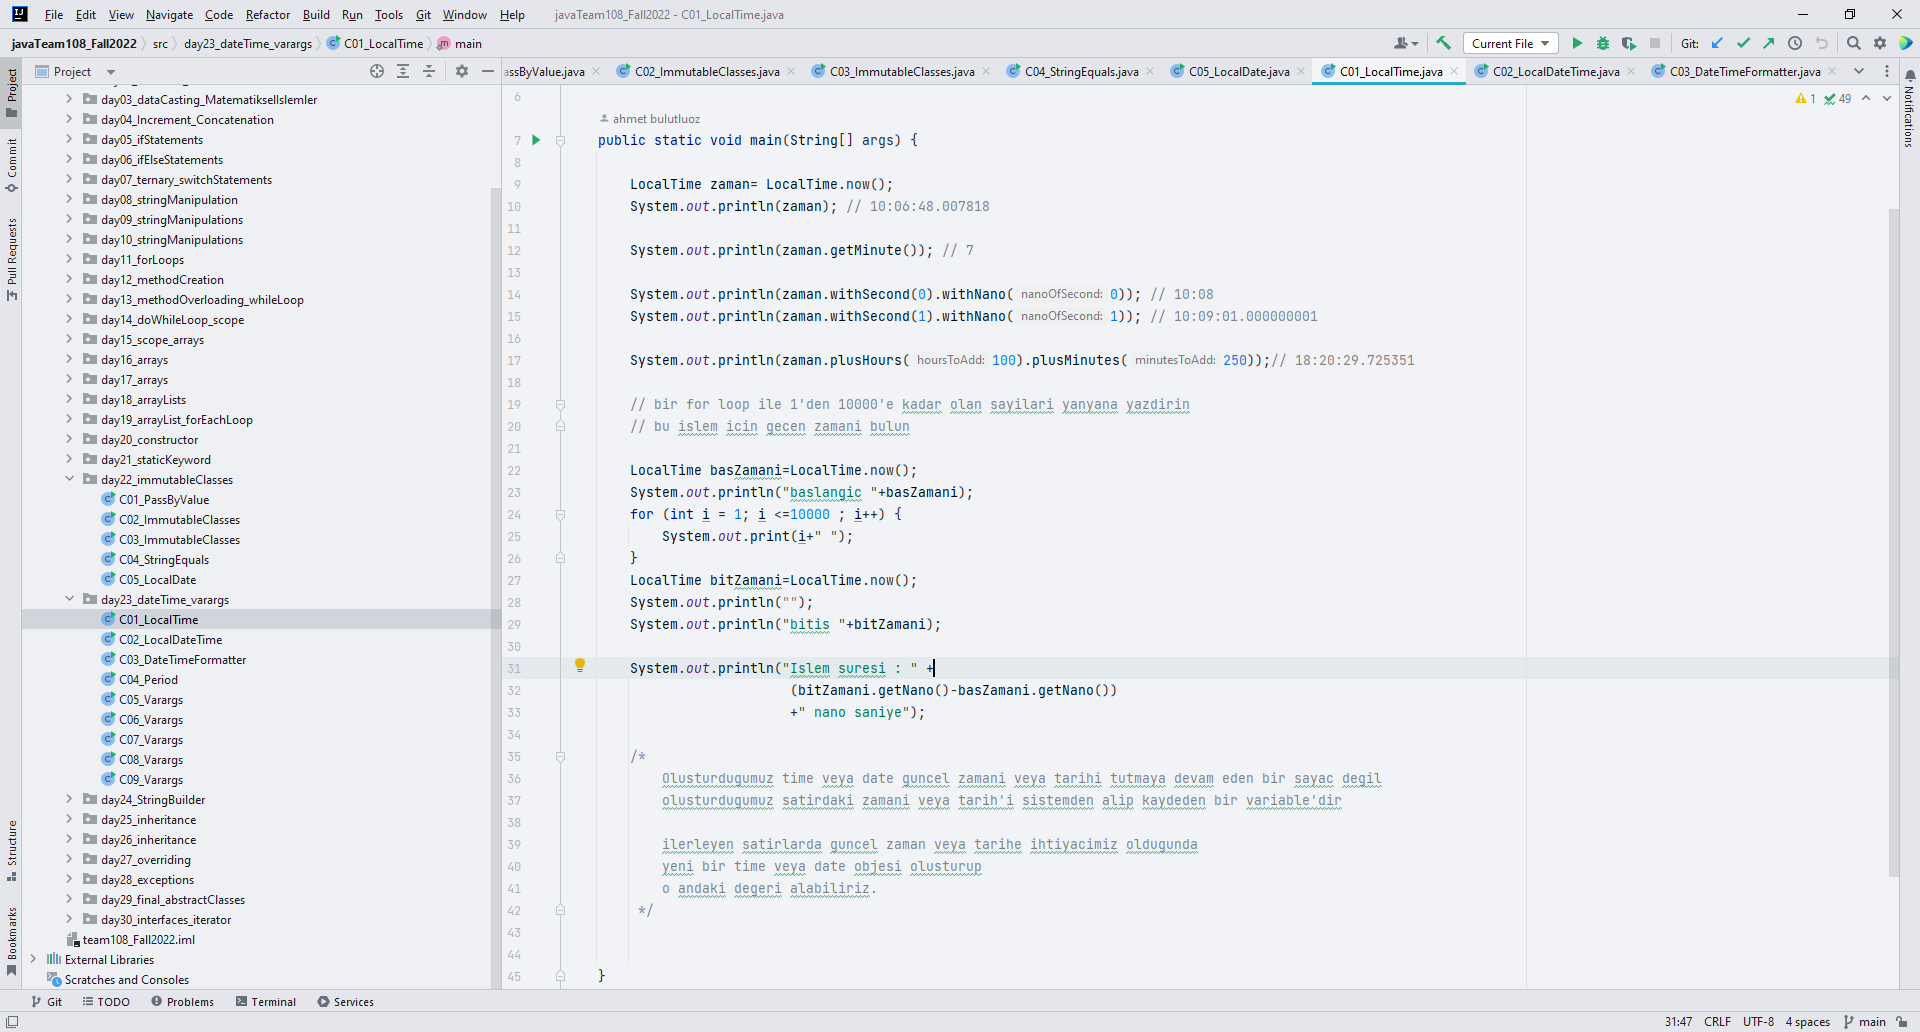 File Edit View Navigate Code Refactor Build Run Tools Git Window Help javaTeam108_Fall2022 - C01_LocalTime.java
javaTeam108_Fall2022 src day23_dateTime_varargs C01_LocalTime main Current File Git:
Project
assByValue.java C02_ImmutableClasses.java C03_ImmutableClasses.java C04_StringEquals.java C05_LocalDate.java C01_LocalTime.java C02_LocalDateTime.java C03_DateTimeFormatter.java
Project
Commit
Pull Requests
Structure
Bookmarks
Notifications
day03_dataCasting_MatematikselIslemler
day04_Increment_Concatenation
day05_ifStatements
day06_ifElseStatements
day07_ternary_switchStatements
day08_stringManipulation
day09_stringManipulations
day10_stringManipulations
day11_forLoops
day12_methodCreation
day13_methodOverloading_whileLoop
day14_doWhileLoop_scope
day15_scope_arrays
day16_arrays
day17_arrays
day18_arrayLists
day19_arrayList_forEachLoop
day20_constructor
day21_staticKeyword
day22_immutableClasses
C01_PassByValue
C02_ImmutableClasses
C03_ImmutableClasses
C04_StringEquals
C05_LocalDate
day23_dateTime_varargs
C01_LocalTime
C02_LocalDateTime
C03_DateTimeFormatter
C04_Period
C05_Varargs
C06_Varargs
C07_Varargs
C08_Varargs
C09_Varargs
day24_StringBuilder
day25_inheritance
day26_inheritance
day27_overriding
day28_exceptions
day29_final_abstractClasses
day30_interfaces_iterator
team108_Fall2022.iml
External Libraries
Scratches and Consoles
1 49
6
ahmet bulutluoz
7 public static void main(String[] args) {
8
9 LocalTime zaman= LocalTime.now();
10 System.out.println(zaman); // 10:06:48.007818
11
12 System.out.println(zaman.getMinute()); // 7
13
14 System.out.println(zaman.withSecond(0).withNano( nanoOfSecond: 0)); // 10:08
15 System.out.println(zaman.withSecond(1).withNano( nanoOfSecond: 1)); // 10:09:01.000000001
16
17 System.out.println(zaman.plusHours( hoursToAdd: 100).plusMinutes( minutesToAdd: 250));// 18:20:29.725351
18
19 // bir for loop ile 1'den 10000'e kadar olan sayilari yanyana yazdirin
20 // bu islem icin gecen zamani bulun
21
22 LocalTime basZamani=LocalTime.now();
23 System.out.println("baslangic "+basZamani);
24 for (int i = 1; i <=10000 ; i++) {
25 System.out.print(i+" ");
26 }
27 LocalTime bitZamani=LocalTime.now();
28 System.out.println("");
29 System.out.println("bitis "+bitZamani);
30
31 System.out.println("Islem suresi : " +
32 (bitZamani.getNano()-basZamani.getNano())
33 +" nano saniye");
34
35 /*
36 Olusturdugumuz time veya date guncel zamani veya tarihi tutmaya devam eden bir sayac degil
37 olusturdugumuz satirdaki zamani veya tarih'i sistemden alip kaydeden bir variable'dir
38
39 ilerleyen satirlarda guncel zaman veya tarihe ihtiyacimiz oldugunda
40 yeni bir time veya date objesi olusturup
41 o andaki degeri alabiliriz.
42 */
43
44
45 }
Git TODO Problems Terminal Services
31:47 CRLF UTF-8 4 spaces main